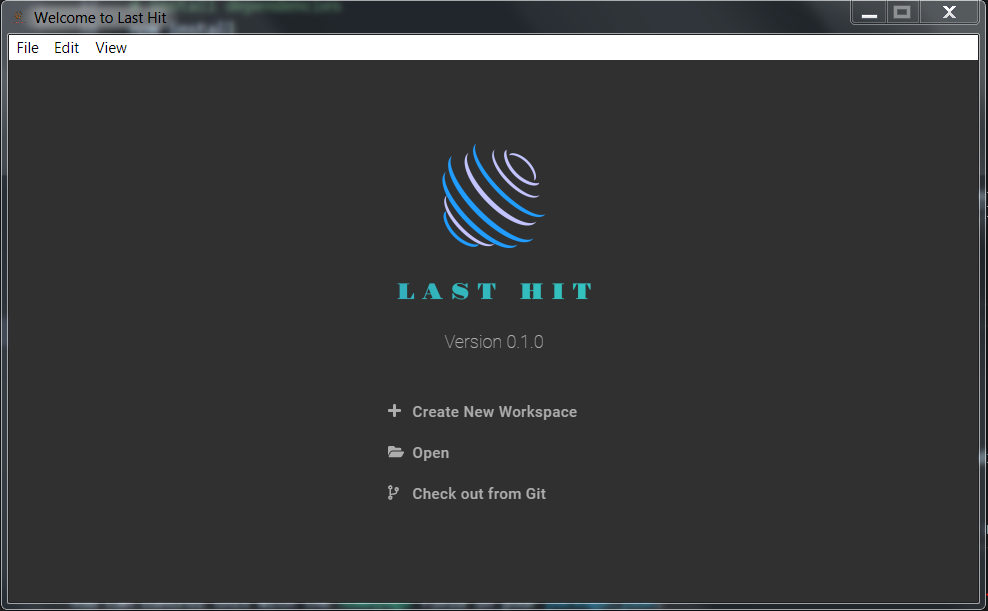 Welcome to Last Hit
File Edit View
LAST HIT
Version 0.1.0
Create New Workspace
Open
Check out from Git